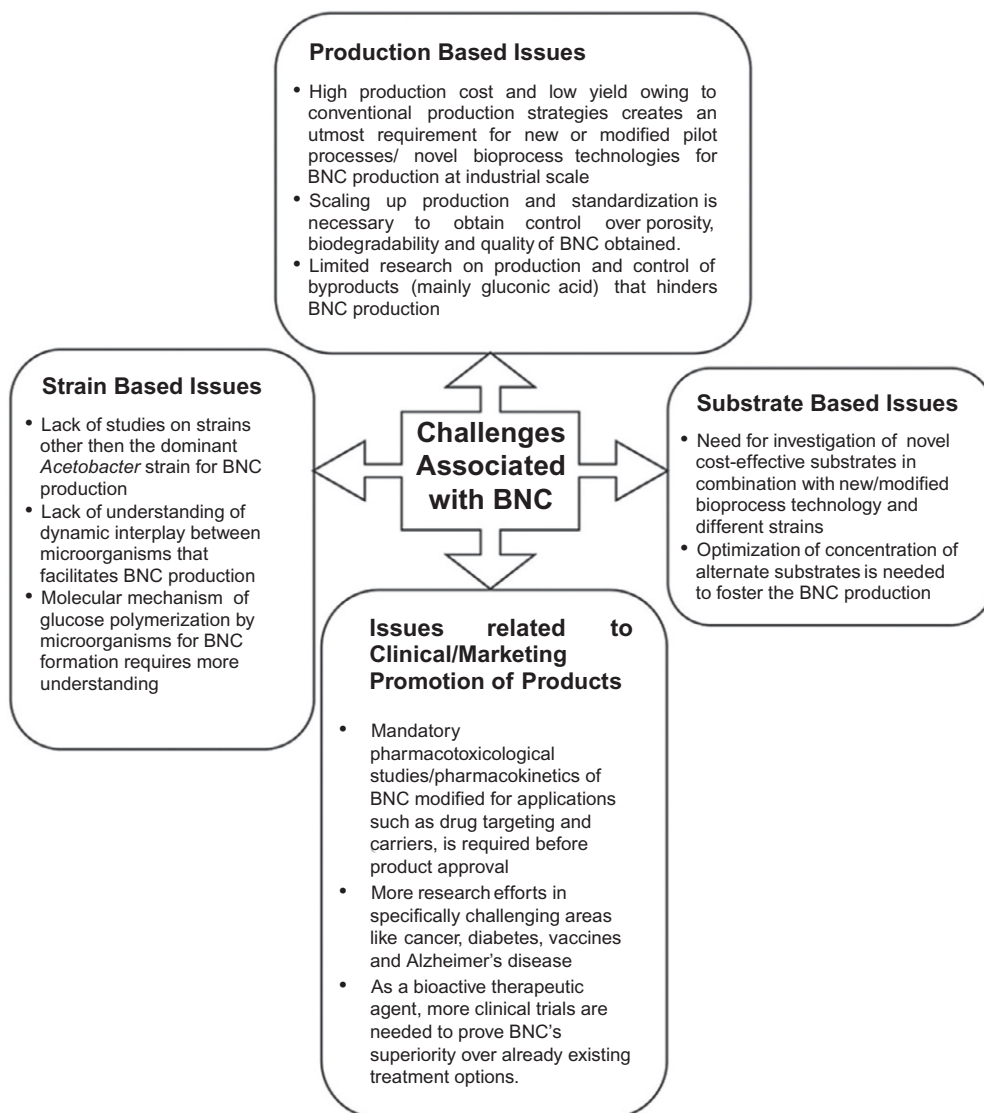 Production Based Issues
• High production cost and low yield owing to
conventional production strategies creates an
utmost requirement for new or modified pilot
processes/ novel bioprocess technologies for
BNC production at industrial scale
• Scaling up production and standardization is
necessary to obtain control over porosity,
biodegradability and quality of BNC obtained.
• Limited research on production and control of
byproducts (mainly gluconic acid) that hinders
BNC production
Strain Based Issues
• Lack of studies on strains
other then the dominant
Acetobacter strain for BNC
production
• Lack of understanding of
dynamic interplay between
microorganisms that
facilitates BNC production
• Molecular mechanism of
glucose polymerization by
microorganisms for BNC
formation requires more
understanding
Challenges
Associated
with BNC
Substrate Based Issues
• Need for investigation of novel
cost-effective substrates in
combination with new/modified
bioprocess technology and
different strains
• Optimization of concentration of
alternate substrates is needed
to foster the BNC production
Issues related to
Clinical/Marketing
Promotion of Products
• Mandatory
pharmacotoxicological
studies/pharmacokinetics of
BNC modified for applications
such as drug targeting and
carriers, is required before
product approval
• More research efforts in
specifically challenging areas
like cancer, diabetes, vaccines
and Alzheimer's disease
• As a bioactive therapeutic
agent, more clinical trials are
needed to prove BNC's
superiority over already existing
treatment options.